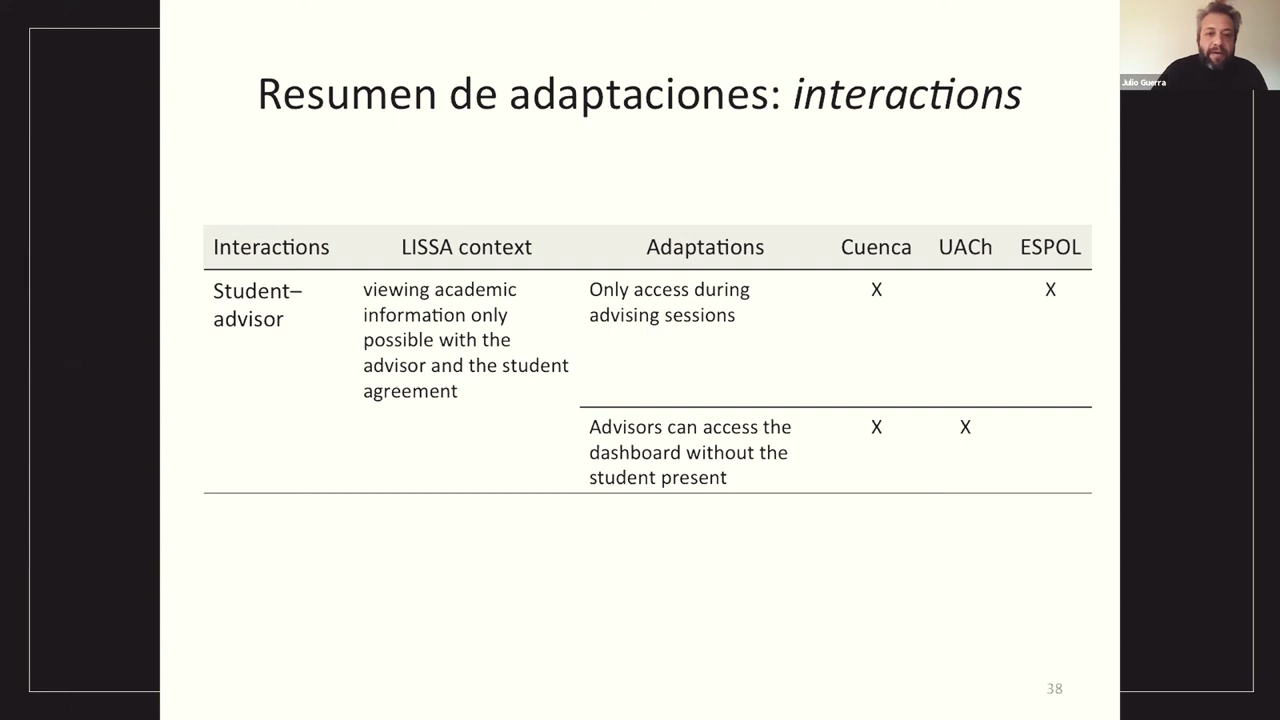 Resumen de adaptaciones: interactions
Julio Guerra
Interactions LISSA context Adaptations Cuenca UACh ESPOL
Student–
advisor
viewing academic
information only
possible with the
advisor and the student
agreement
Only access during
advising sessions
X X
Advisors can access the
dashboard without the
student present
X X
38